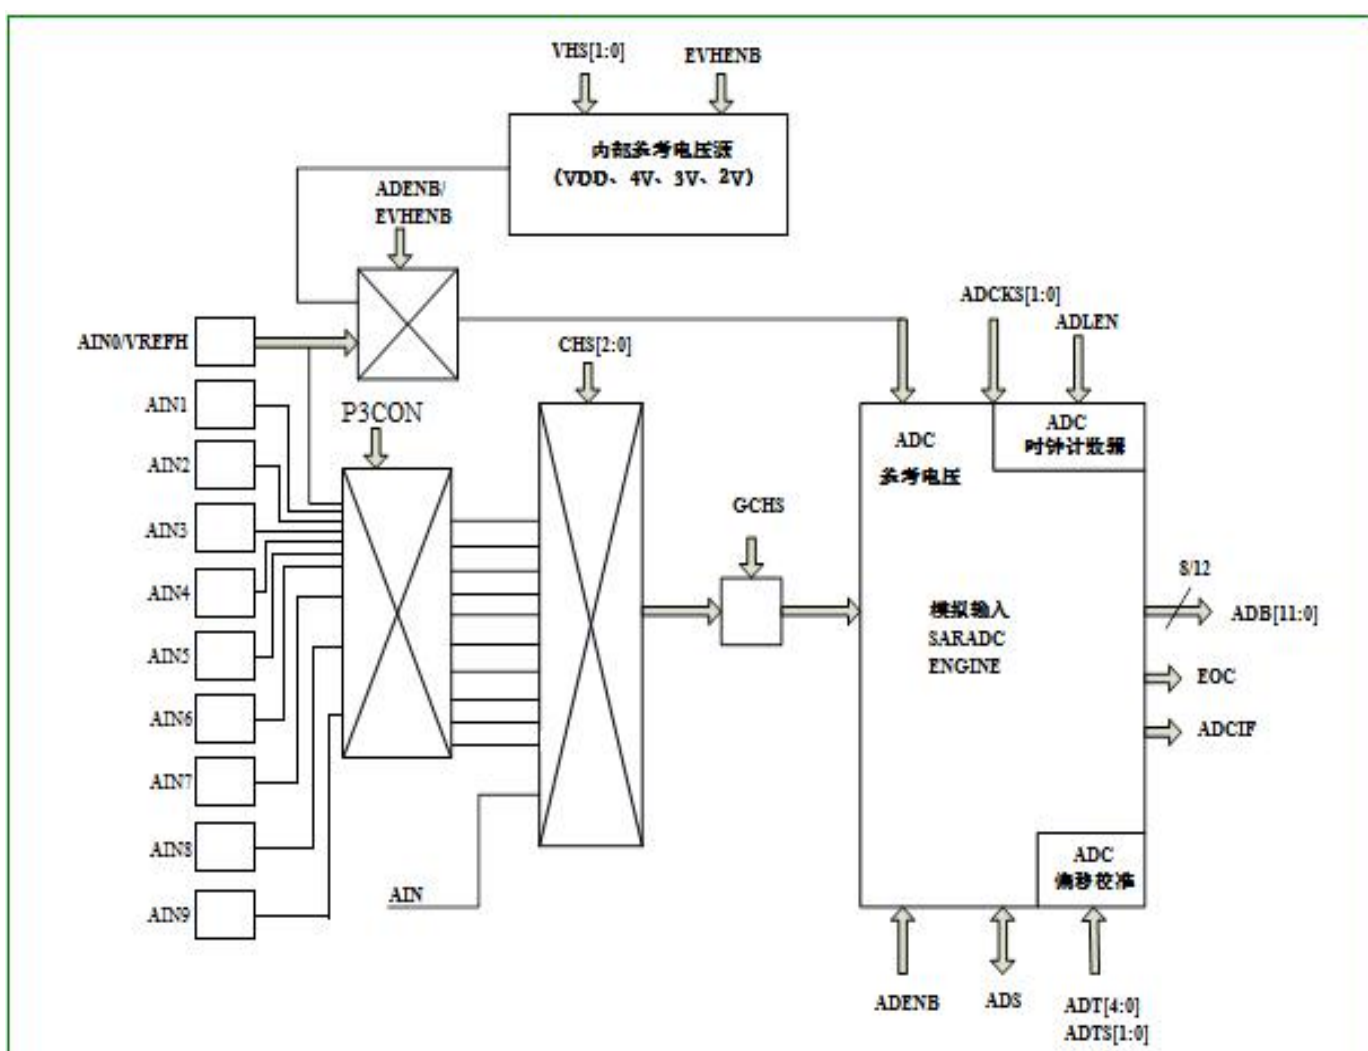 VHS[1:0]
EVHENB
内部参考电压源
(VDD、4V、3V、2V)
ADENB/
EVHENB
ADCKS[1:0]
ADLEN
AIN0/VREFH
CHS[2:0]
AIN1
P3CON
ADC
参考电压
ADC
时钟计数器
AIN2
GCHS
AIN3
8/12
AIN4
模拟输入
SARADC
ENGINE
ADB[11:0]
AIN5
EOC
AIN6
ADCIF
AIN7
AIN8
ADC
偏移校准
AIN
AIN9
ADENB
ADS
ADT[4:0]
ADTS[1:0]